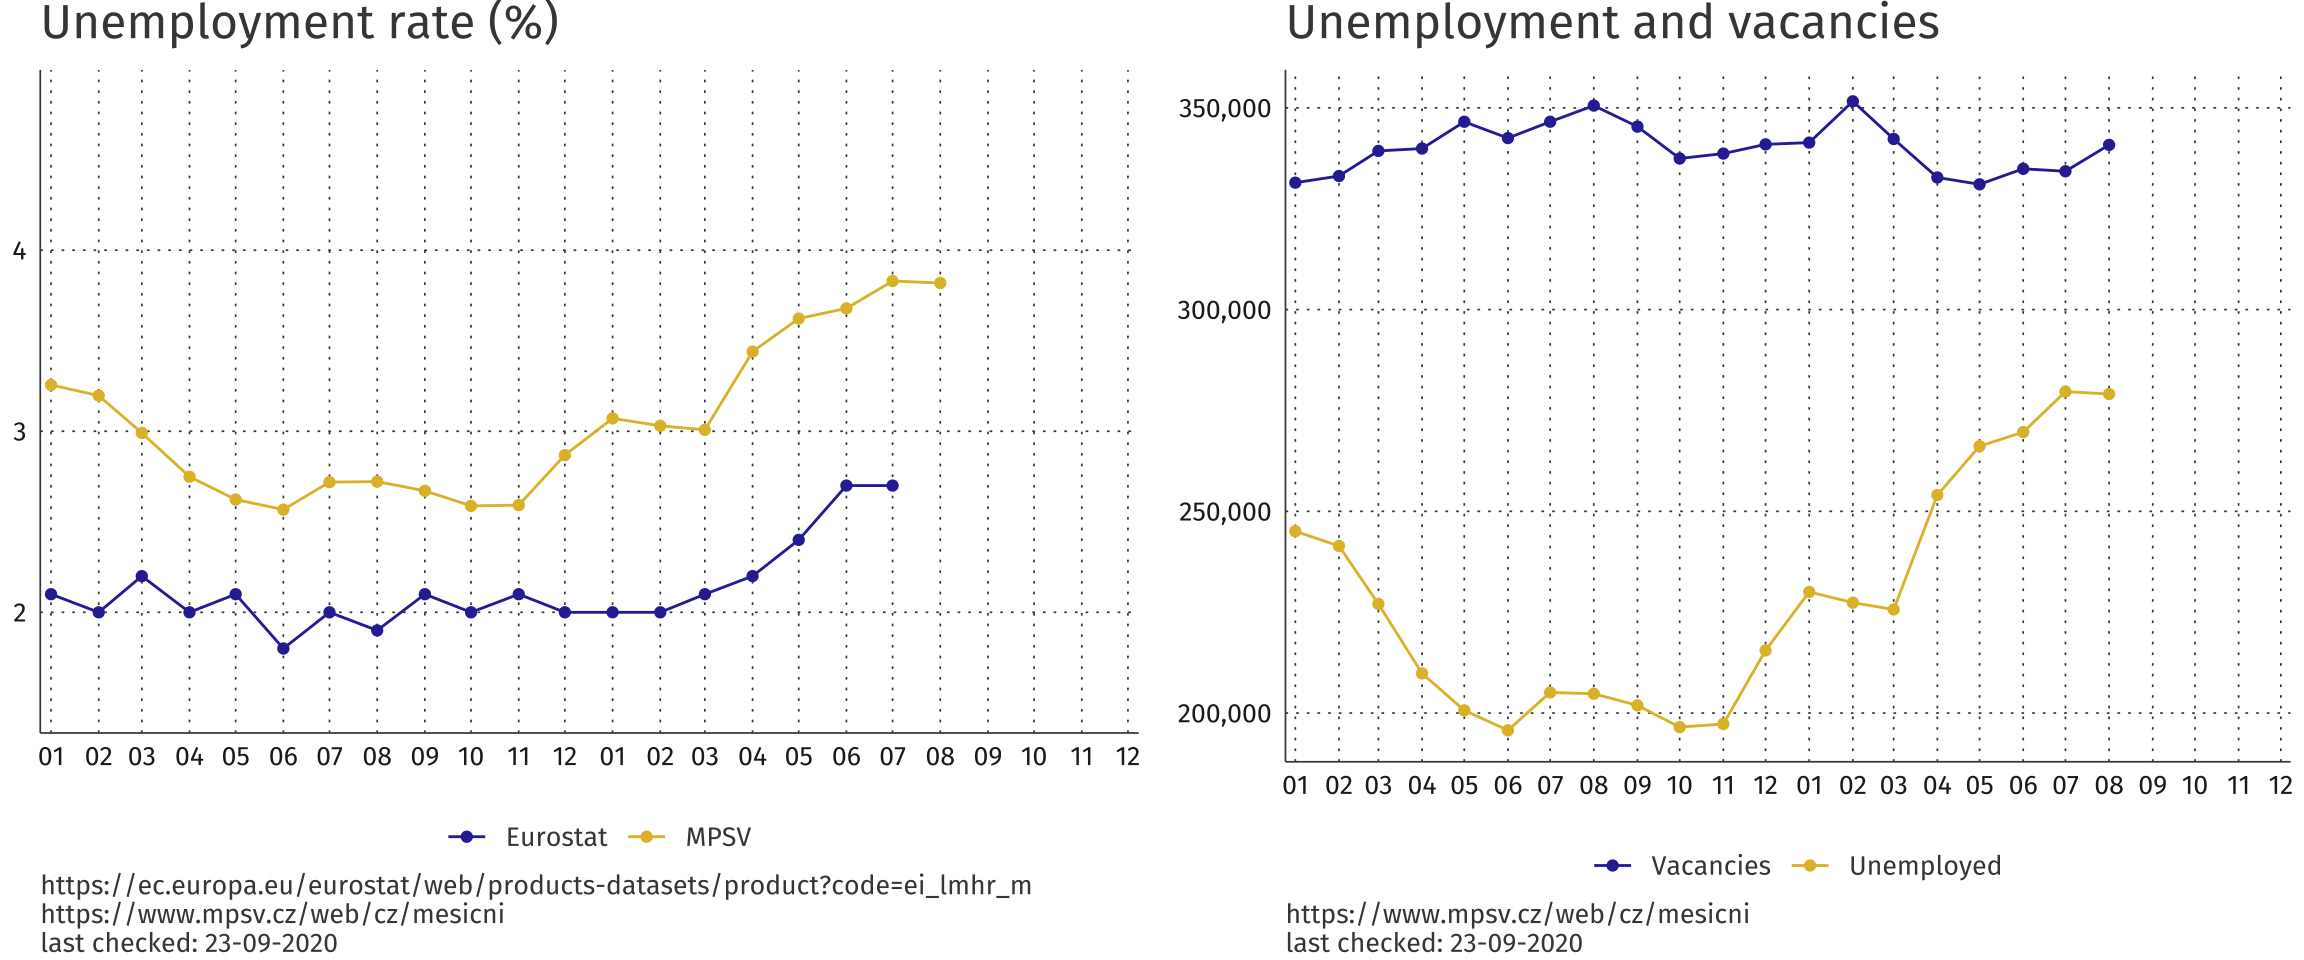 Unemployment rate (%)
4
3
2
01 02 03 04 05 06 07 08 09 10 11 12 01 02 03 04 05 06 07 08 09 10 11 12
Eurostat MPSV
https://ec.europa.eu/eurostat/web/products-datasets/product?code=ei_lmhr_m
https://www.mpsv.cz/web/cz/mesicni
last checked: 23-09-2020
Unemployment and vacancies
350,000
300,000
250,000
200,000
01 02 03 04 05 06 07 08 09 10 11 12 01 02 03 04 05 06 07 08 09 10 11 12
Vacancies Unemployed
https://www.mpsv.cz/web/cz/mesicni
last checked: 23-09-2020